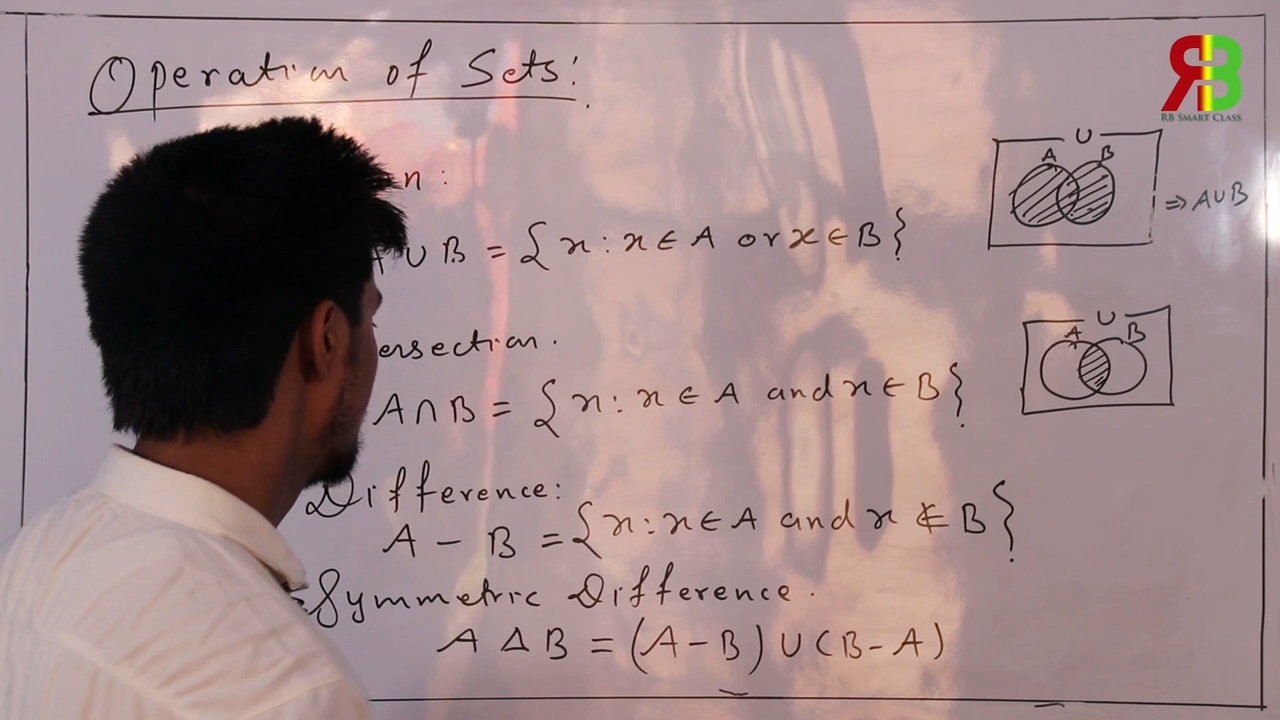 Operation of Sets:
n :
A ∪ B = { x : x ∈ A or x ∈ B }
ersection.
A ∩ B = { x : x ∈ A and x ∈ B }
Difference:
A - B = { x : x ∈ A and x ∉ B }
Symmetric Difference.
A Δ B = (A - B) ∪ (B - A)
RB
RB SMART CLASS
U
A B
⇒ A∪B
U
A B